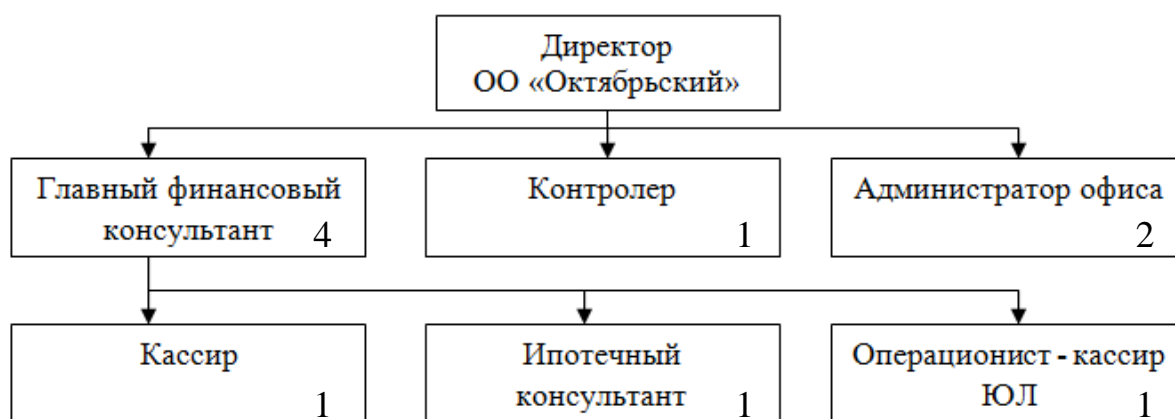 Директор
ОО «Октябрьский»
Главный финансовый
консультант 4
Контролер
1
Администратор офиса
2
Кассир
1
Ипотечный
консультант 1
Операционист - кассир
ЮЛ 1